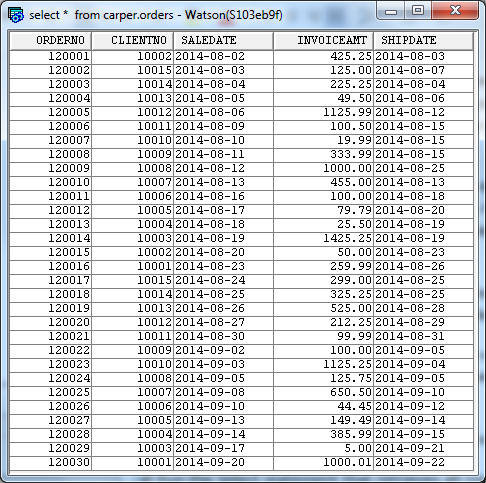 select * from carper.orders - Watson(S103eb9f)
ORDERNO CLIENTNO SALEDATE INVOICEAMT SHIPDATE
120001 10002 2014-08-02 425.25 2014-08-03
120002 10015 2014-08-03 125.00 2014-08-07
120003 10014 2014-08-04 225.25 2014-08-04
120004 10013 2014-08-05 49.50 2014-08-06
120005 10012 2014-08-06 1125.99 2014-08-12
120006 10011 2014-08-09 100.50 2014-08-15
120007 10010 2014-08-10 19.99 2014-08-15
120008 10009 2014-08-11 333.99 2014-08-15
120009 10008 2014-08-12 1000.00 2014-08-25
120010 10007 2014-08-13 455.00 2014-08-13
120011 10006 2014-08-16 100.00 2014-08-18
120012 10005 2014-08-17 79.79 2014-08-20
120013 10004 2014-08-18 25.50 2014-08-19
120014 10003 2014-08-19 1425.25 2014-08-19
120015 10002 2014-08-20 50.00 2014-08-23
120016 10001 2014-08-23 259.99 2014-08-26
120017 10015 2014-08-24 299.00 2014-08-25
120018 10014 2014-08-25 325.25 2014-08-25
120019 10013 2014-08-26 525.00 2014-08-28
120020 10012 2014-08-27 212.25 2014-08-29
120021 10011 2014-08-30 99.99 2014-08-31
120022 10009 2014-09-02 100.00 2014-09-05
120023 10010 2014-09-03 1125.25 2014-09-04
120024 10008 2014-09-05 125.75 2014-09-05
120025 10007 2014-09-08 650.50 2014-09-10
120026 10006 2014-09-10 44.45 2014-09-12
120027 10005 2014-09-13 149.49 2014-09-14
120028 10004 2014-09-14 385.99 2014-09-15
120029 10003 2014-09-17 5.00 2014-09-21
120030 10001 2014-09-20 1000.01 2014-09-22